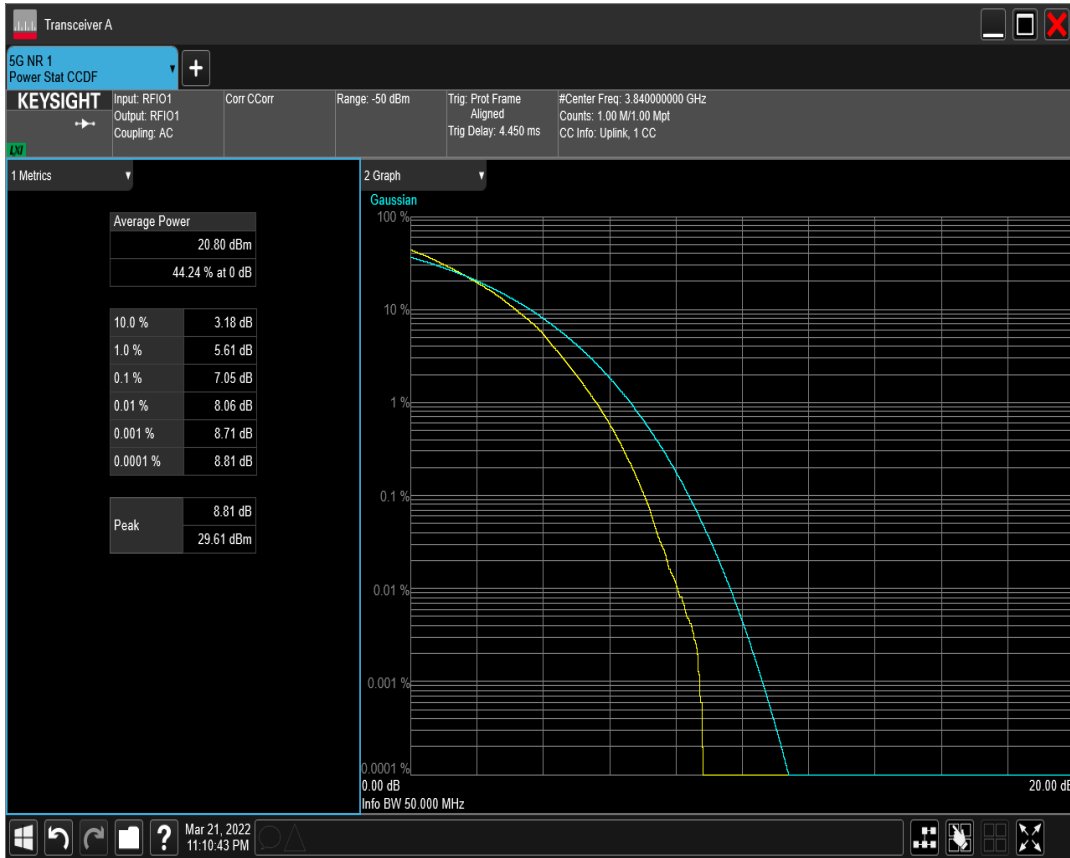 Transceiver A
5G NR 1
Power Stat CCDF
KEYSIGHT
LXI
Input: RFIO1
Output: RFIO1
Coupling: AC
Corr CCorr
Range: -50 dBm
Trig: Prot Frame
Aligned
Trig Delay: 4.450 ms
#Center Freq: 3.840000000 GHz
Counts: 1.00 M/1.00 Mpt
CC Info: Uplink, 1 CC
1 Metrics
Average Power
20.80 dBm
44.24 % at 0 dB
10.0 % 3.18 dB
1.0 % 5.61 dB
0.1 % 7.05 dB
0.01 % 8.06 dB
0.001 % 8.71 dB
0.0001 % 8.81 dB
Peak 8.81 dB
29.61 dBm
2 Graph
Gaussian
100 %
10 %
1 %
0.1 %
0.01 %
0.001 %
0.0001 %
0.00 dB 20.00 dB
Info BW 50.000 MHz
? Mar 21, 2022
11:10:43 PM